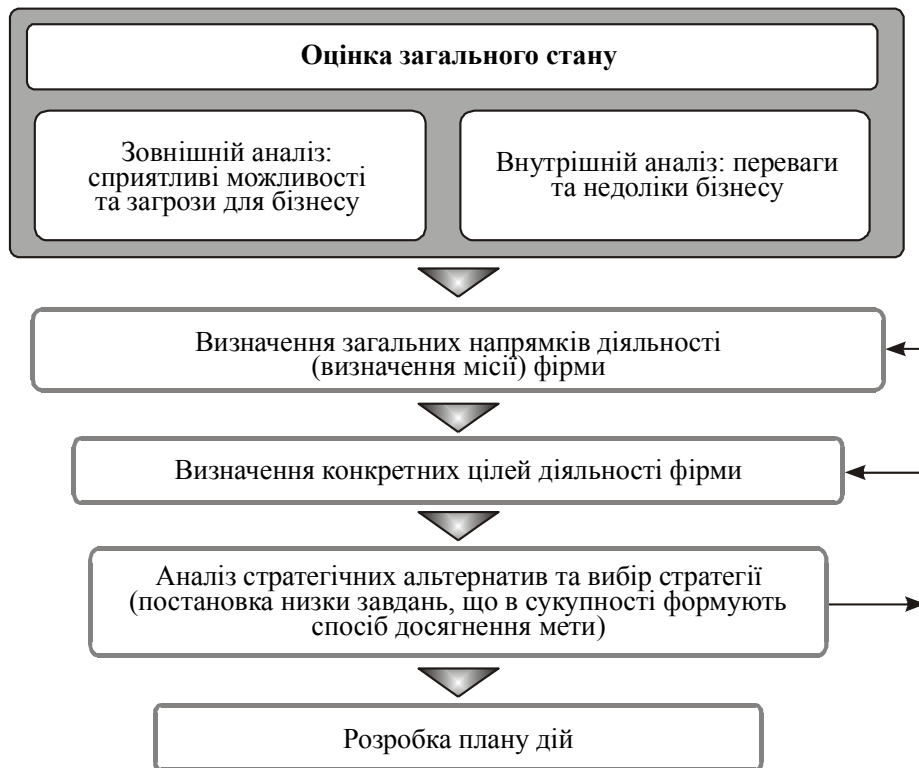 Оцінка загального стану
Зовнішній аналіз:
сприятливі можливості
та загрози для бізнесу
Внутрішній аналіз: переваги
та недоліки бізнесу
Визначення загальних напрямків діяльності
(визначення місії) фірми
Визначення конкретних цілей діяльності фірми
Аналіз стратегічних альтернатив та вибір стратегії
(постановка низки завдань, що в сукупності формують
спосіб досягнення мети)
Розробка плану дій